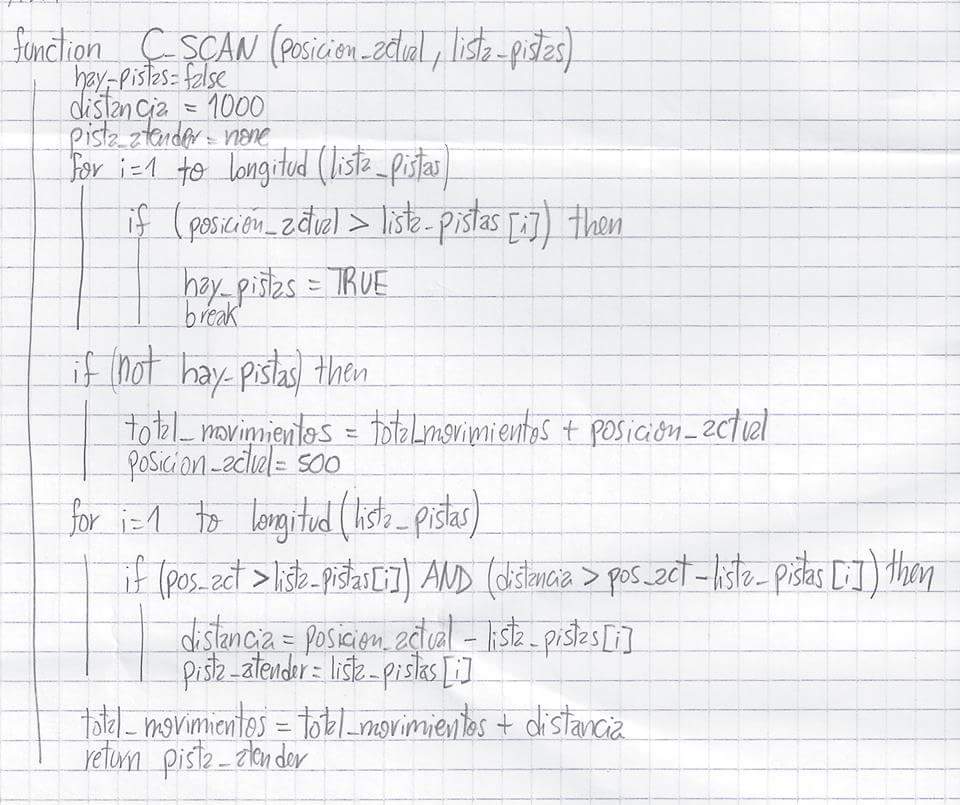 function C_SCAN (posicion_actual, lista_pistas)
hay_pistas = false
distancia = 1000
pista_atender = none
for i=1 to longitud (lista_pistas)
if (posición_actual > lista_pistas [i]) then
hay_pistas = TRUE
break
if (not hay_pistas) then
total_movimientos = total_movimientos + posicion_actual
posicion_actual = 500
for i=1 to longitud (lista_pistas)
if (pos_act > lista_pistas[i]) AND (distancia > pos_act - lista_pistas [i]) then
distancia = posicion_actual - lista_pistas [i]
pista_atender = lista_pistas [i]
total_movimientos = total_movimientos + distancia
return pista_atender